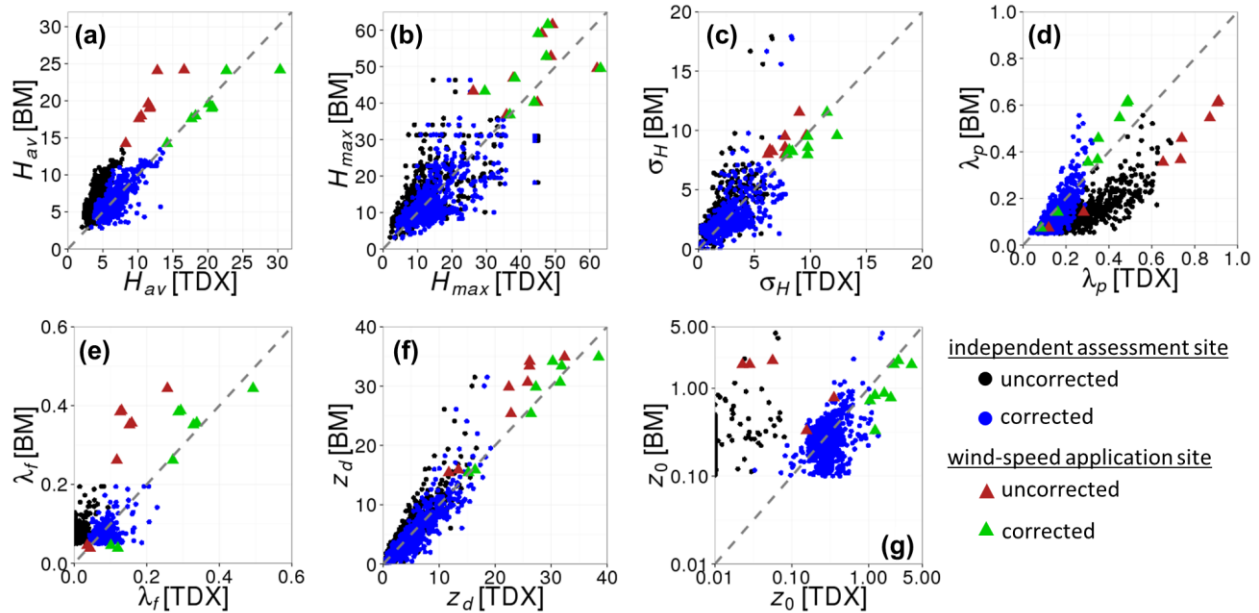 (a)
H_av [BM]
30
25
20
15
10
5
0
0 5 10 15 20 25 30
H_av [TDX]
(b)
H_max [BM]
60
50
40
30
20
10
0
0 10 20 30 40 50 60
H_max [TDX]
(c)
σ_H [BM]
20
15
10
5
0
0 5 10 15 20
σ_H [TDX]
(d)
λ_p [BM]
1.0
0.8
0.6
0.4
0.2
0.0
0.0 0.2 0.4 0.6 0.8 1.0
λ_p [TDX]
(e)
λ_f [BM]
0.6
0.4
0.2
0.0
0.0 0.2 0.4 0.6
λ_f [TDX]
(f)
z_d [BM]
40
30
20
10
0
0 10 20 30 40
z_d [TDX]
(g)
z_0 [BM]
5.00
1.00
0.10
0.01
0.01 0.10 1.00 5.00
z_0 [TDX]
independent assessment site
uncorrected
corrected
wind-speed application site
uncorrected
corrected